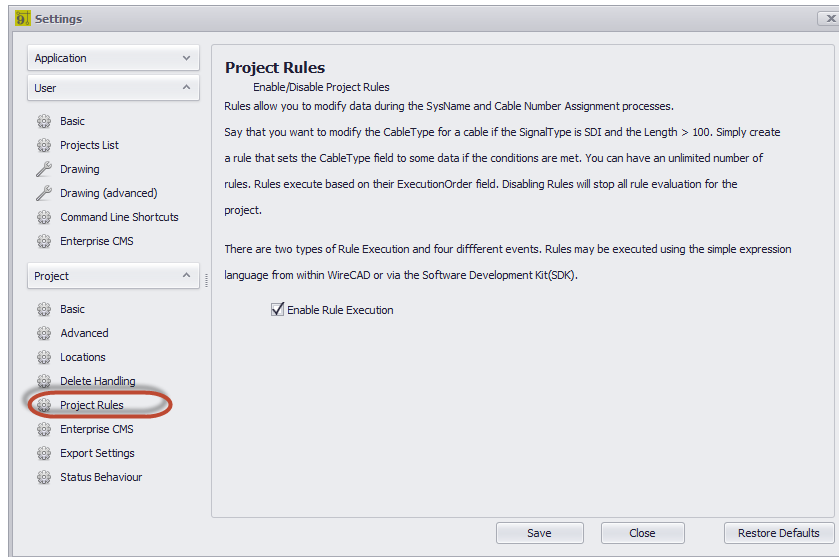 Settings
Application
User
Basic
Projects List
Drawing
Drawing (advanced)
Command Line Shortcuts
Enterprise CMS
Project
Basic
Advanced
Locations
Delete Handling
Project Rules
Enterprise CMS
Export Settings
Status Behaviour
Project Rules
Enable/Disable Project Rules
Rules allow you to modify data during the SysName and Cable Number Assignment processes.
Say that you want to modify the CableType for a cable if the SignalType is SDI and the Length > 100. Simply create
a rule that sets the CableType field to some data if the conditions are met. You can have an unlimited number of
rules. Rules execute based on their ExecutionOrder field. Disabling Rules will stop all rule evaluation for the
project.
There are two types of Rule Execution and four diffferent events. Rules may be executed using the simple expression
language from within WireCAD or via the Software Development Kit(SDK).
Enable Rule Execution
Save
Close
Restore Defaults